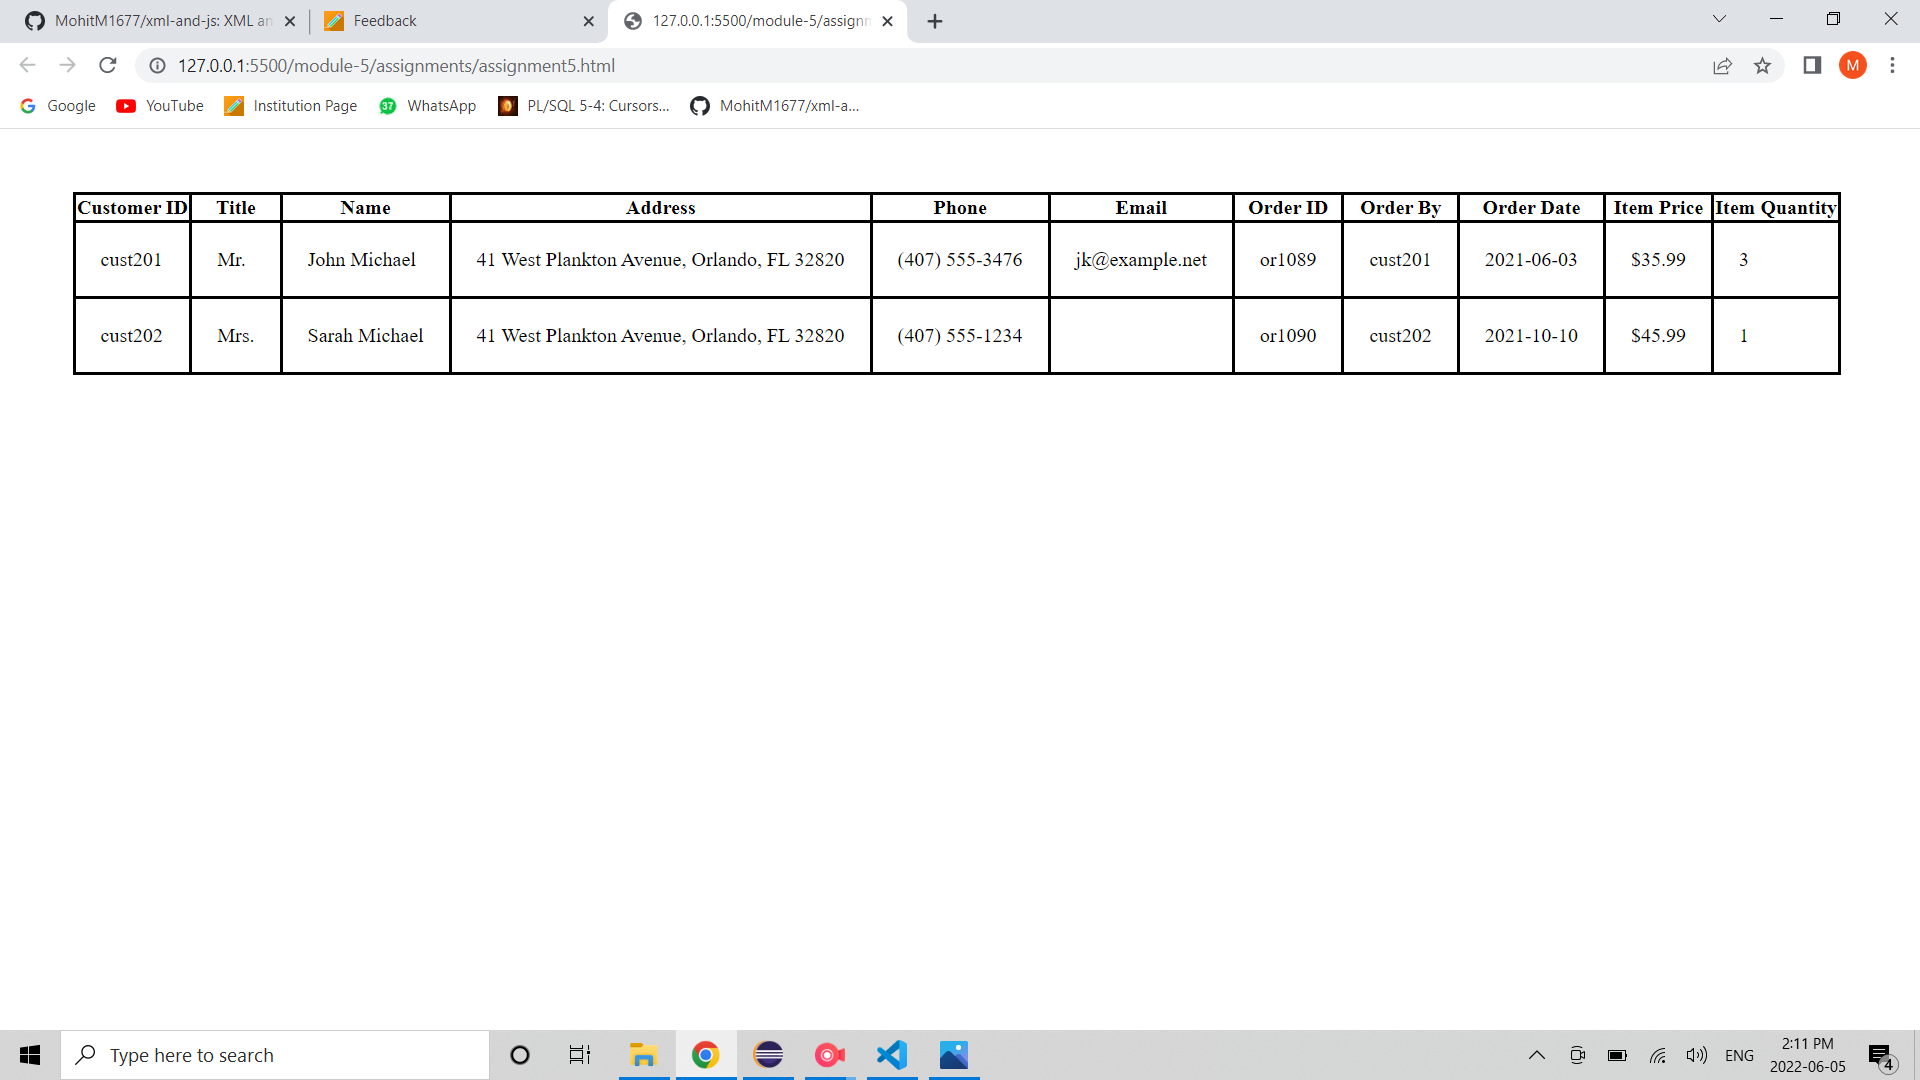 MohitM1677/xml-and-js: XML an
Feedback
127.0.0.1:5500/module-5/assignm
127.0.0.1:5500/module-5/assignments/assignment5.html
M
Google YouTube Institution Page 37 WhatsApp PL/SQL 5-4: Cursors... MohitM1677/xml-a...
Customer ID Title Name Address Phone Email Order ID Order By Order Date Item Price Item Quantity
cust201 Mr. John Michael 41 West Plankton Avenue, Orlando, FL 32820 (407) 555-3476 jk@example.net or1089 cust201 2021-06-03 $35.99 3
cust202 Mrs. Sarah Michael 41 West Plankton Avenue, Orlando, FL 32820 (407) 555-1234 or1090 cust202 2021-10-10 $45.99 1
Type here to search
ENG
2:11 PM
2022-06-05
4